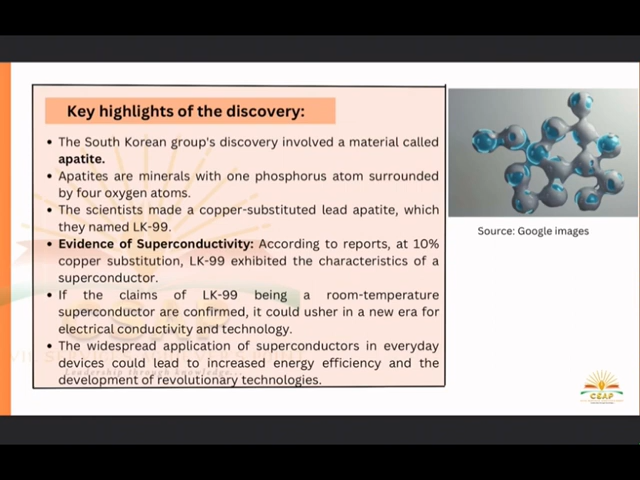 Key highlights of the discovery:
• The South Korean group's discovery involved a material called
apatite.
• Apatites are minerals with one phosphorus atom surrounded
by four oxygen atoms.
• The scientists made a copper-substituted lead apatite, which
they named LK-99.
• Evidence of Superconductivity: According to reports, at 10%
copper substitution, LK-99 exhibited the characteristics of a
superconductor.
• If the claims of LK-99 being a room-temperature
superconductor are confirmed, it could usher in a new era for
electrical conductivity and technology.
• The widespread application of superconductors in everyday
devices could lead to increased energy efficiency and the
development of revolutionary technologies.
Source: Google images
CSAP